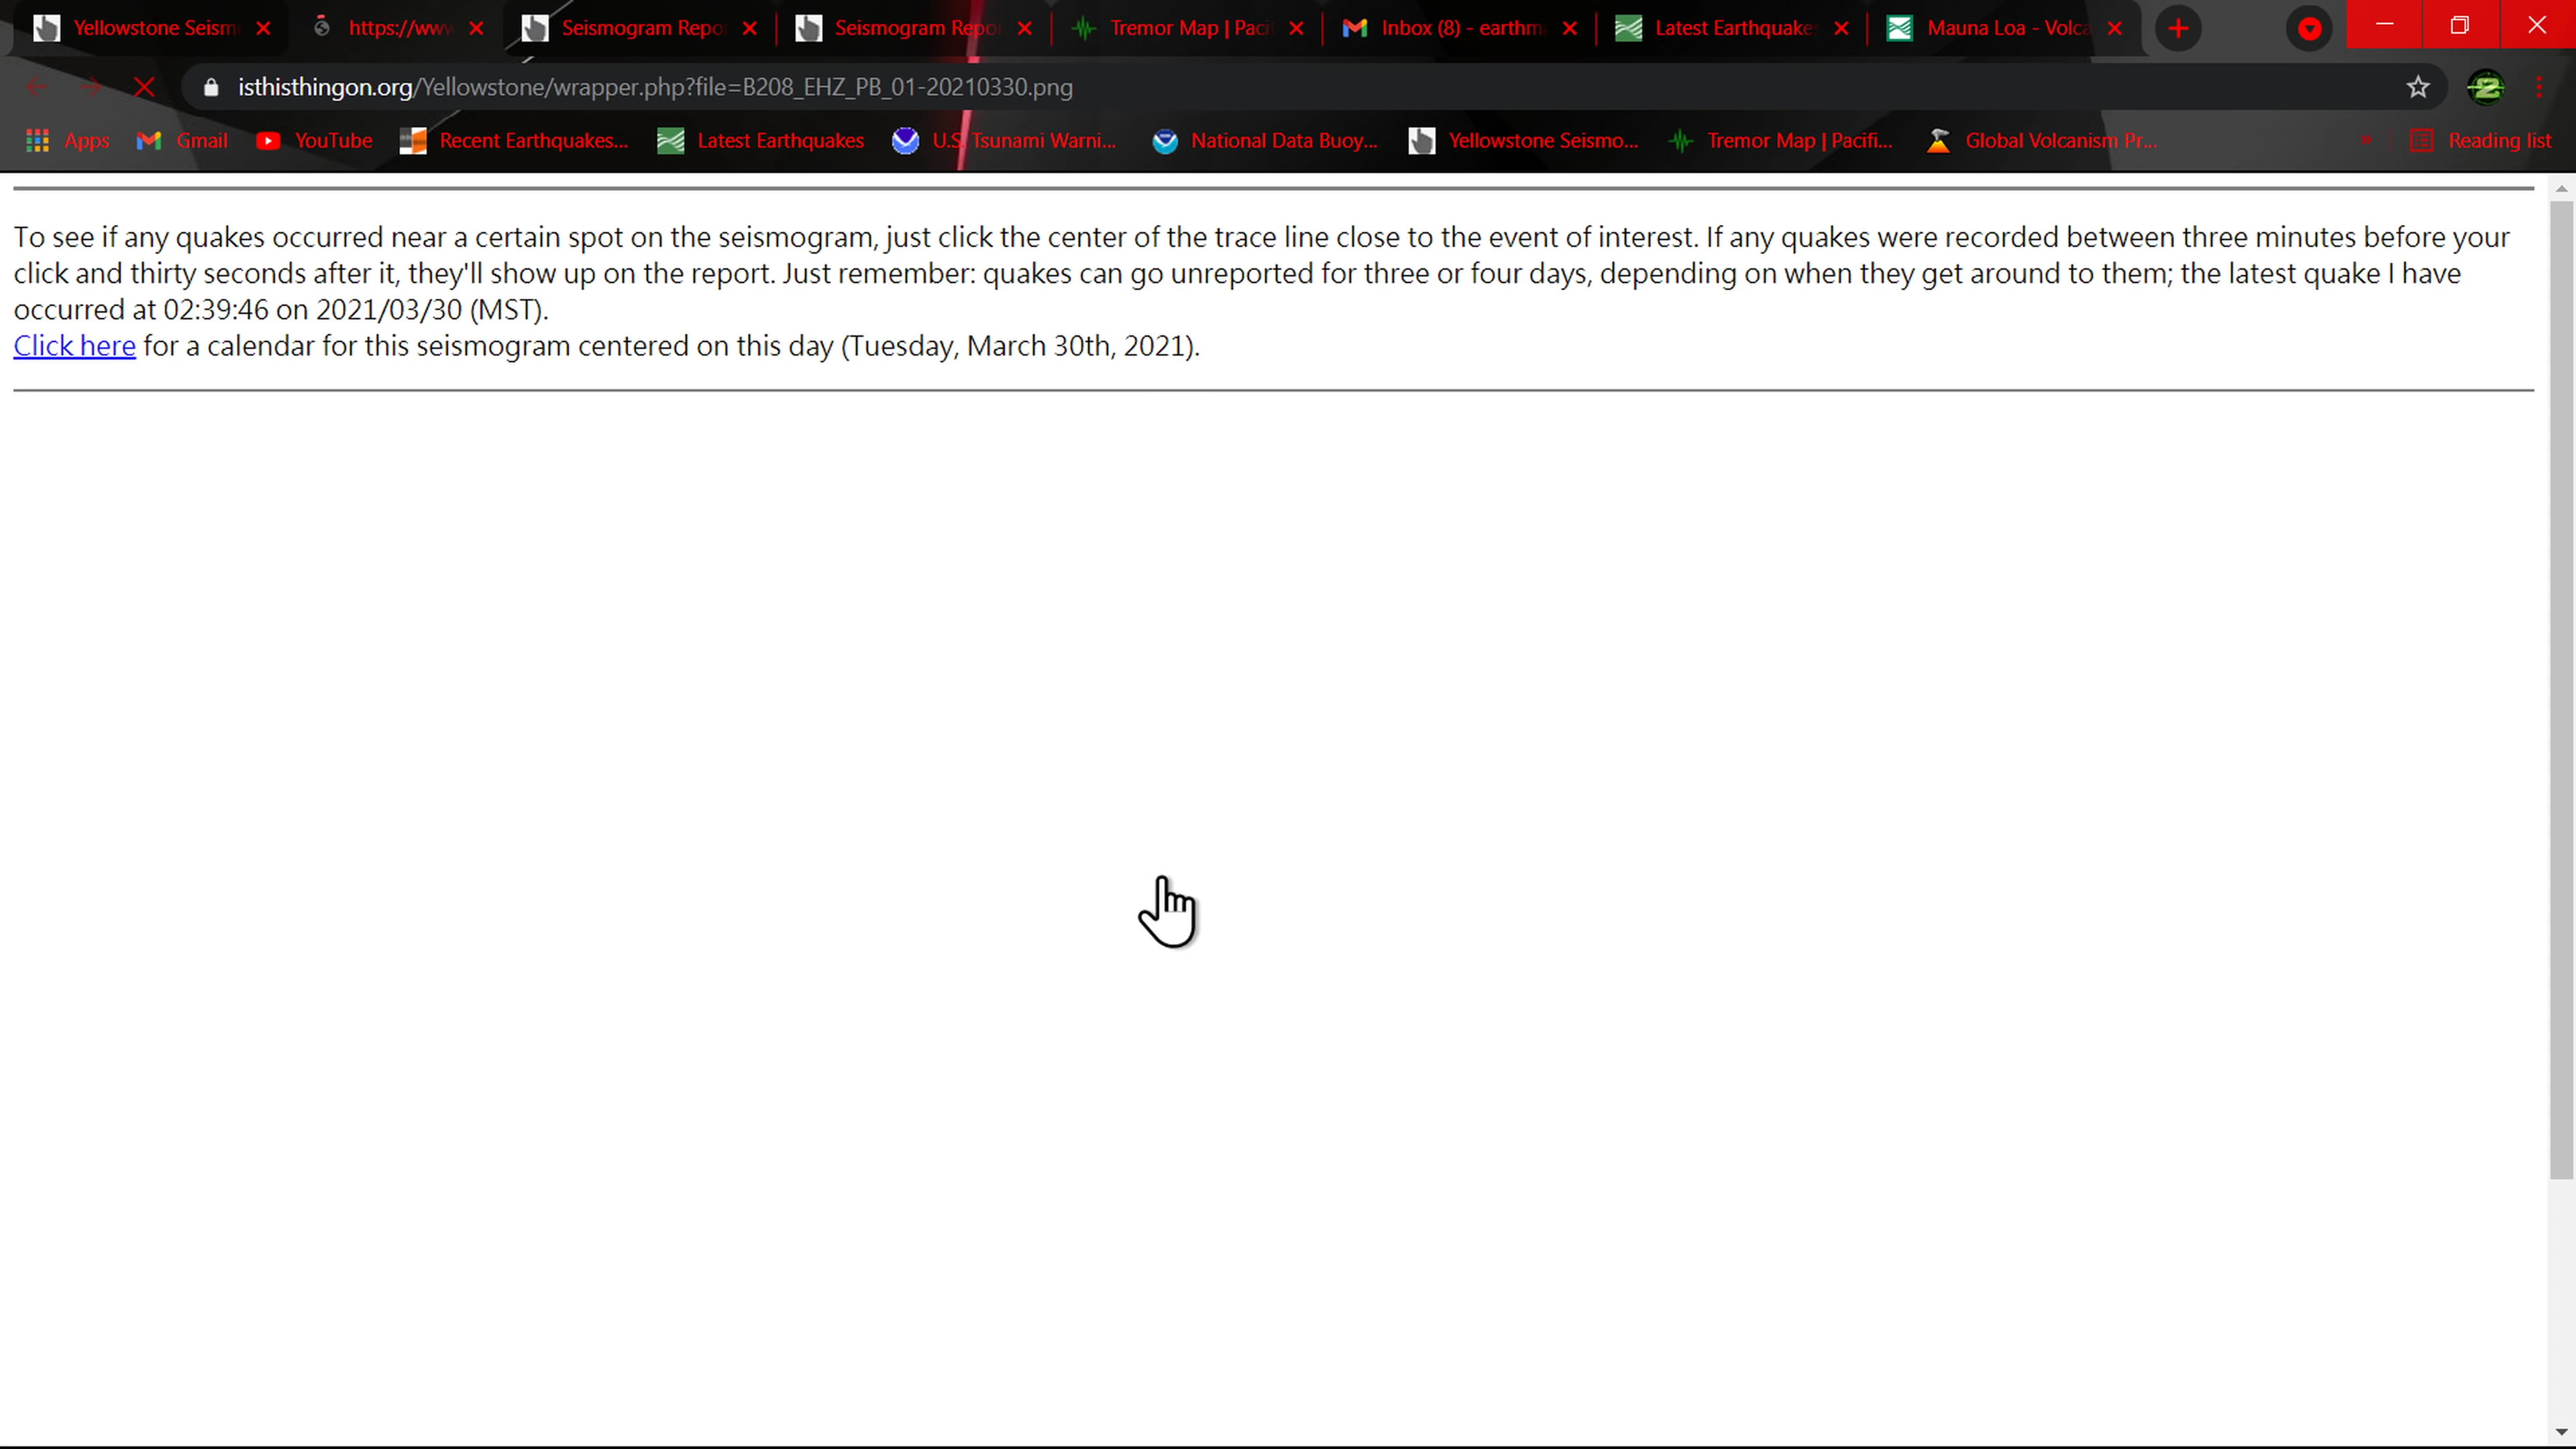 Yellowstone Seism
https://www
Seismogram Repo
Seismogram Repo
Tremor Map | Paci
Inbox (8) - earthm
Latest Earthquake
Mauna Loa - Volca
isthisthingon.org/Yellowstone/wrapper.php?file=B208_EHZ_PB_01-20210330.png
Apps
Gmail
YouTube
Recent Earthquakes...
Latest Earthquakes
U.S. Tsunami Warni...
National Data Buoy...
Yellowstone Seismo...
Tremor Map | Pacifi...
Global Volcanism Pr...
Reading list
To see if any quakes occurred near a certain spot on the seismogram, just click the center of the trace line close to the event of interest. If any quakes were recorded between three minutes before your
click and thirty seconds after it, they'll show up on the report. Just remember: quakes can go unreported for three or four days, depending on when they get around to them; the latest quake I have
occurred at 02:39:46 on 2021/03/30 (MST).
Click here for a calendar for this seismogram centered on this day (Tuesday, March 30th, 2021).